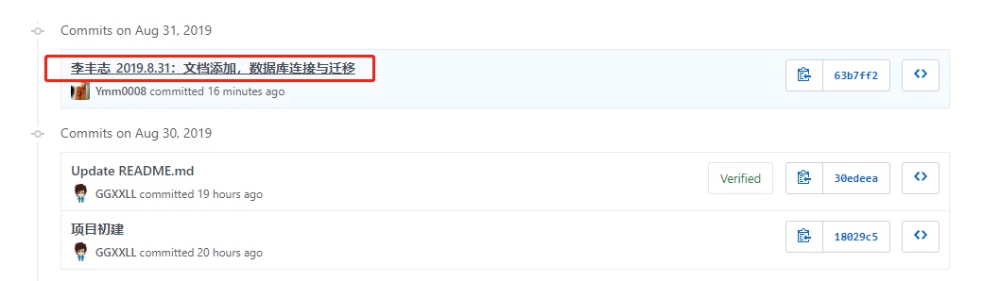 Commits on Aug 31, 2019
李丰志 2019.8.31：文档添加，数据库连接与迁移
63b7ff2
Ymm0008 committed 16 minutes ago
Commits on Aug 30, 2019
Update README.md
Verified
30edeea
GGXXLL committed 19 hours ago
项目初建
18029c5
GGXXLL committed 20 hours ago